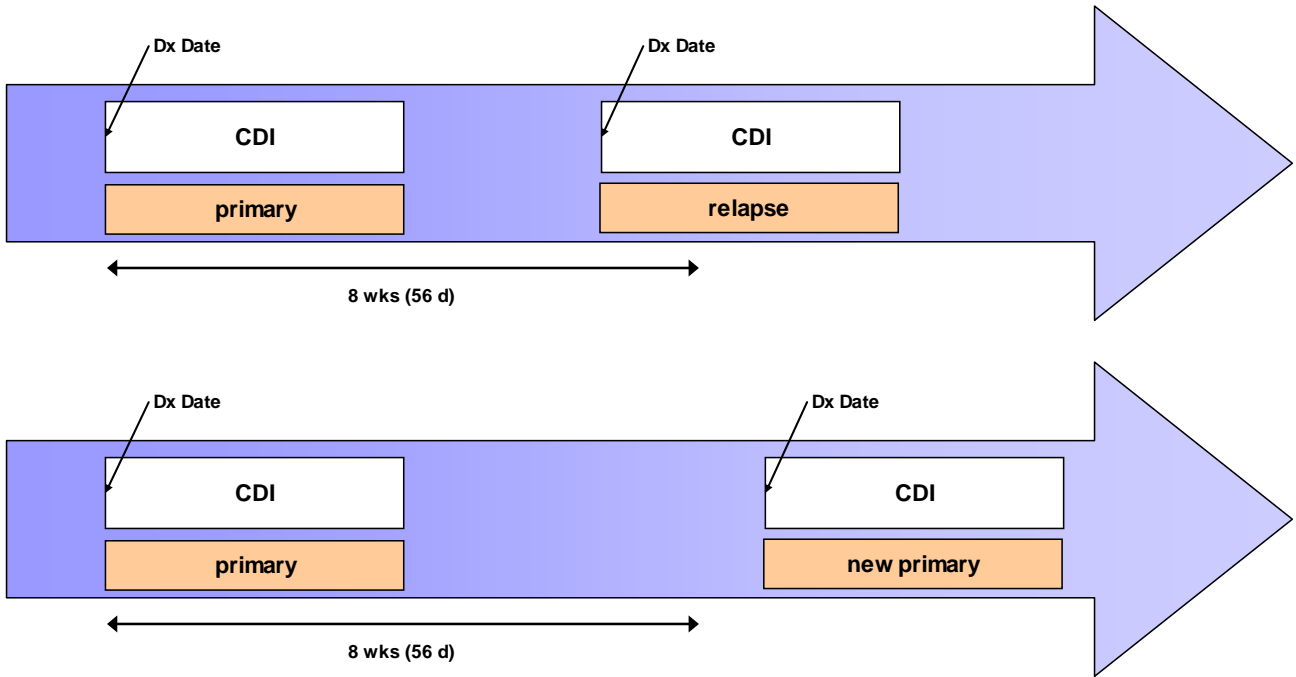 Dx Date
Dx Date
CDI
CDI
primary
relapse
8 wks (56 d)
Dx Date
Dx Date
CDI
CDI
primary
new primary
8 wks (56 d)